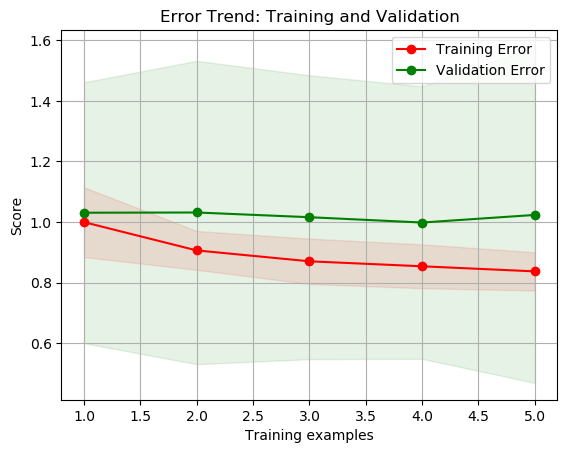 Error Trend: Training and Validation
Training Error
Validation Error
Score
1.6
1.4
1.2
1.0
0.8
0.6
1.0 1.5 2.0 2.5 3.0 3.5 4.0 4.5 5.0
Training examples